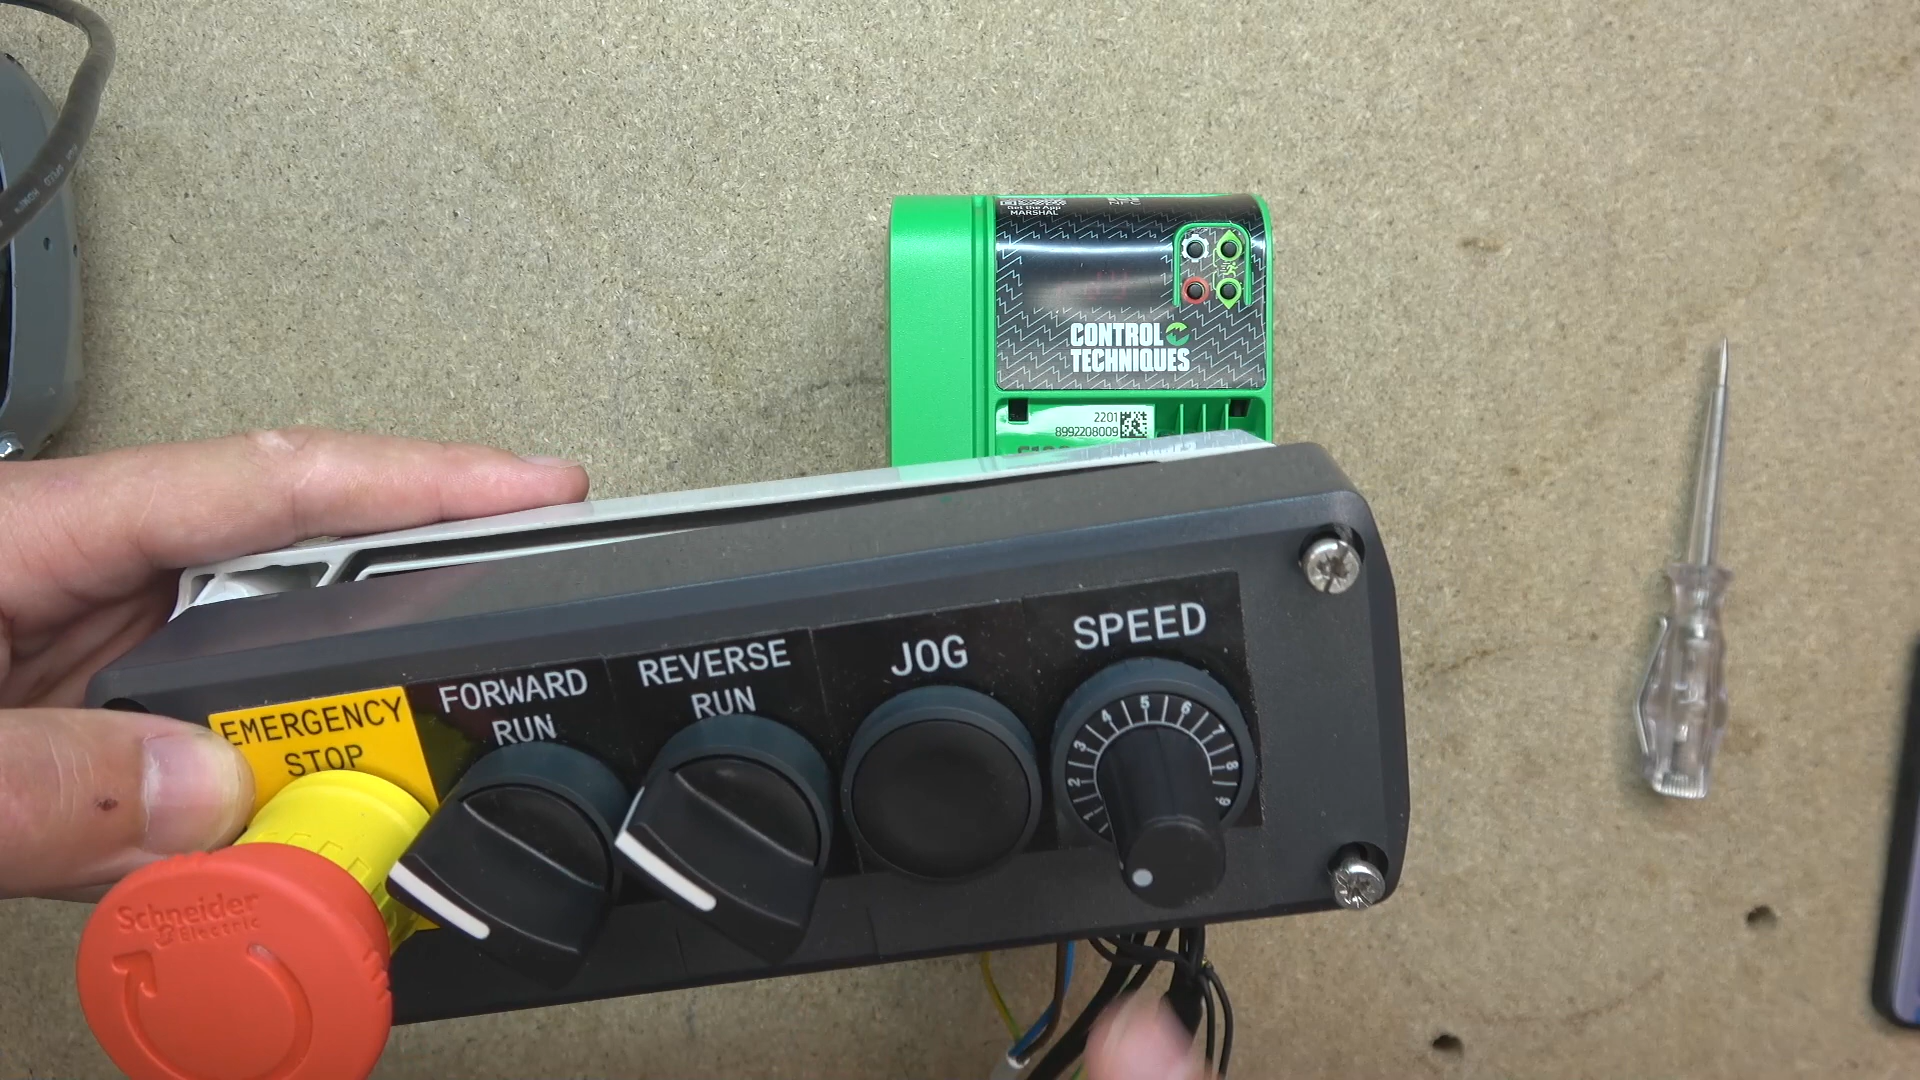 Get the App
MARSHAL
NFC
CONTROL
TECHNIQUES
2201
8992208009
EMERGENCY
STOP
FORWARD
RUN
REVERSE
RUN
JOG
SPEED
1 2 3 4 5 6 7 8 9
Schneider
Electric